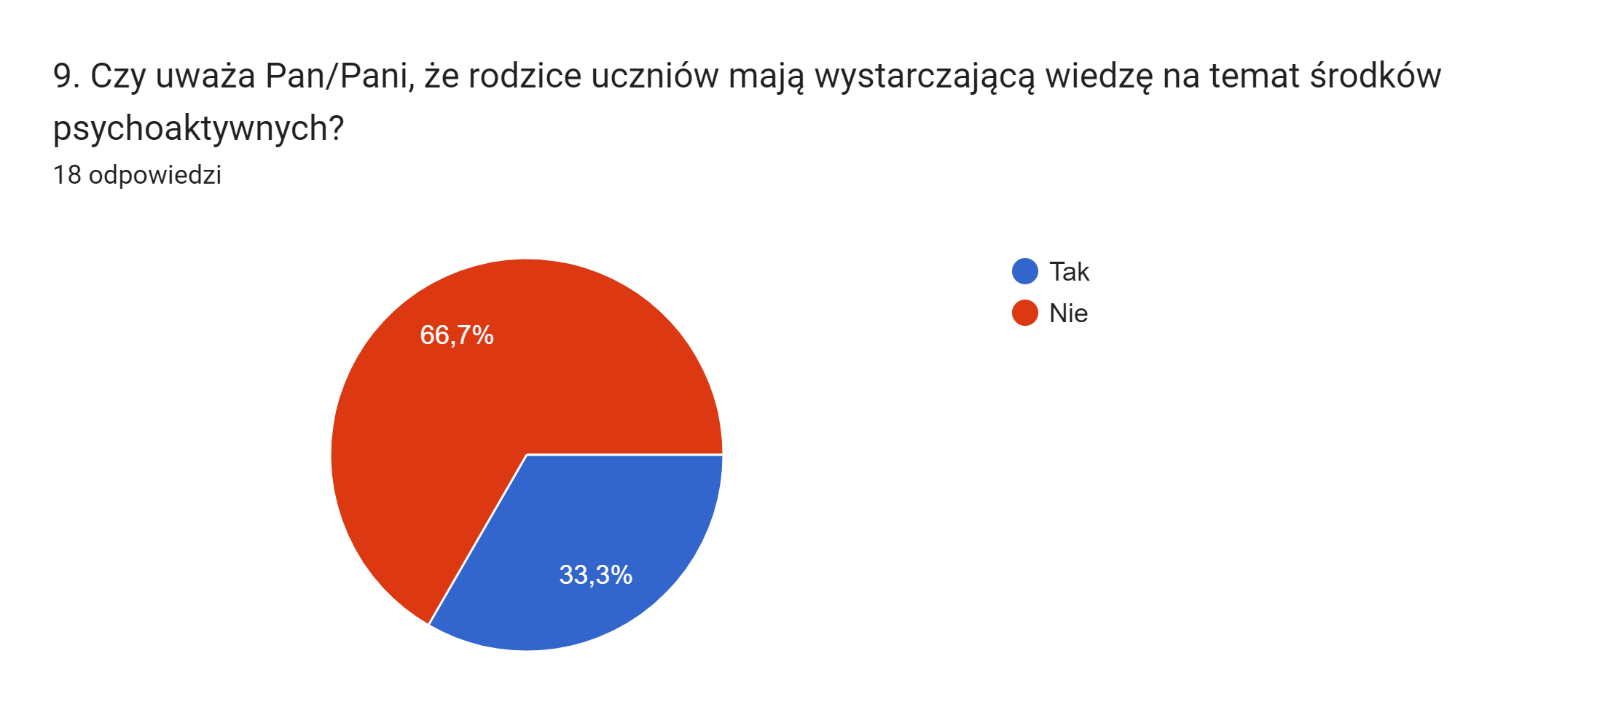 9. Czy uważa Pan/Pani, że rodzice uczniów mają wystarczającą wiedzę na temat środków
psychoaktywnych?
18 odpowiedzi
Tak
Nie
66,7%
33,3%